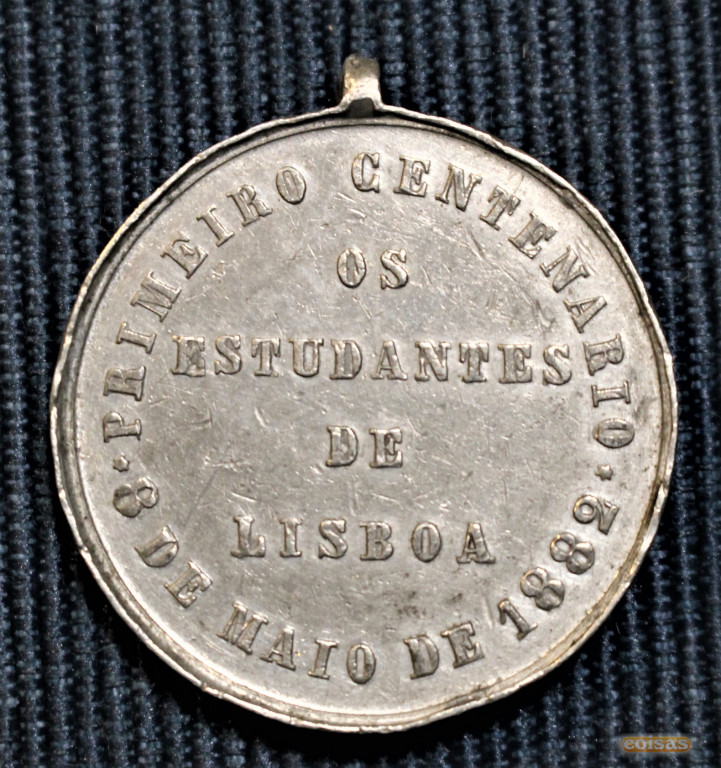 PRIMEIRO CENTENARIO
OS
ESTUDANTES
DE
LISBOA
8 DE MAIO DE 1882
coisas